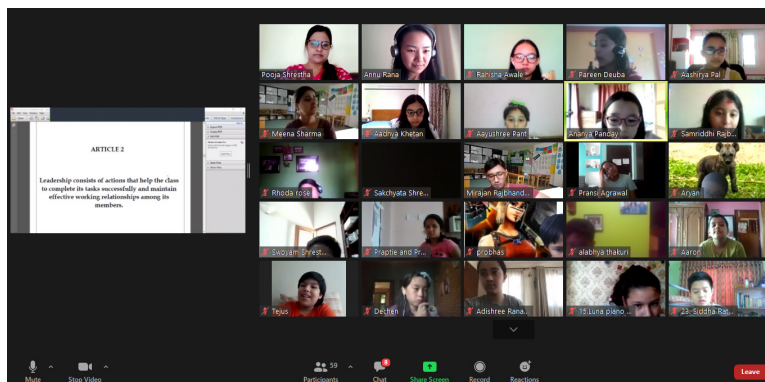 ARTICLE 2
Leadership consists of actions that help the class
to complete its tasks successfully and maintain
effective working relationships among its
members.
Pooja Shrestha
Annu Rana
Rahisha Awale
Pareen Deuba
Aashirya Pal
Meena Sharma
Aadhya Khetan
Aayushree Pant
Ananya Panday
Samriddhi Rajb...
Rhoda rose
Sakchyata Shre...
Mirajan Rajbhand...
Pransi Agrawal
Aryan
Swoyam Shrest...
Praptie and Pr...
probhas
alabhya thakuri
Aaron
Tejus
Dechen
Adishree Rana...
15.Luna piano ...
23. Siddha Rat...
Mute
Stop Video
Participants
59
Chat
8
Share Screen
Record
Reactions
Leave